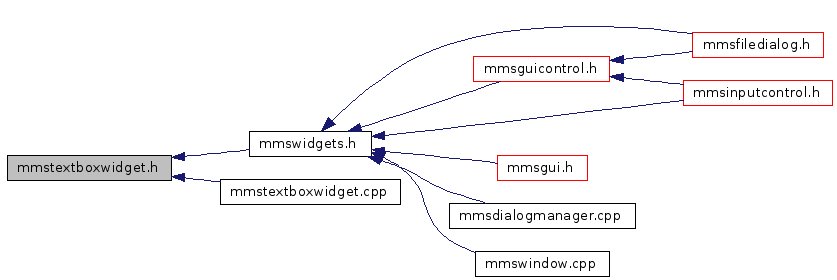 mmsfiledialog.h
mmsguicontrol.h
mmsinputcontrol.h
mmswidgets.h
mmstextboxwidget.h
mmsgui.h
mmstextboxwidget.cpp
mmsdialogmanager.cpp
mmswindow.cpp